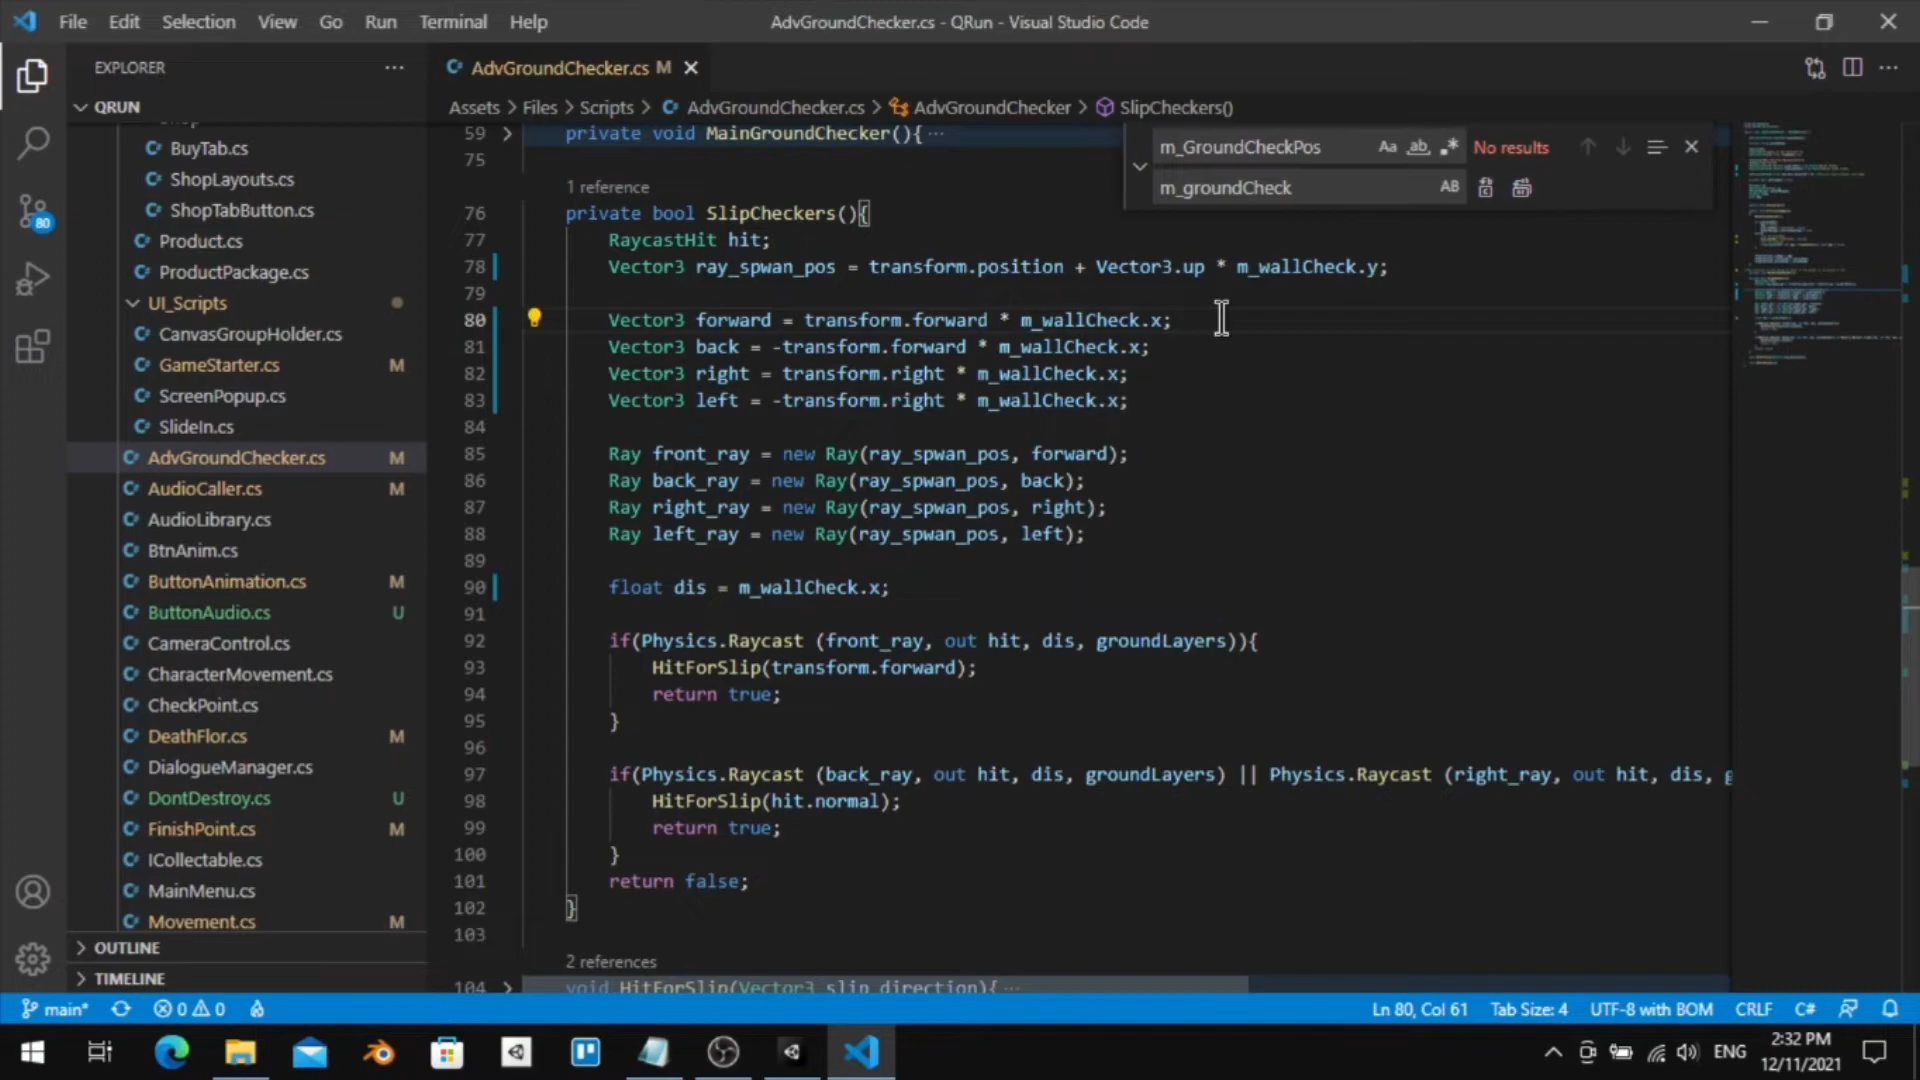 File Edit Selection View Go Run Terminal Help
AdvGroundChecker.cs - QRun - Visual Studio Code
EXPLORER
QRUN
BuyTab.cs
ShopLayouts.cs
ShopTabButton.cs
Product.cs
ProductPackage.cs
UI_Scripts
CanvasGroupHolder.cs
GameStarter.cs M
ScreenPopup.cs
SlideIn.cs
AdvGroundChecker.cs M
AudioCaller.cs M
AudioLibrary.cs
BtnAnim.cs
ButtonAnimation.cs M
ButtonAudio.cs U
CameraControl.cs
CharacterMovement.cs
CheckPoint.cs
DeathFlor.cs M
DialogueManager.cs
DontDestroy.cs U
FinishPoint.cs M
ICollectable.cs
MainMenu.cs
Movement.cs M
OUTLINE
TIMELINE
80
AdvGroundChecker.cs M
Assets > Files > Scripts > AdvGroundChecker.cs > AdvGroundChecker > SlipCheckers()
m_GroundCheckPos Aa ab No results
m_groundCheck AB
59 private void MainGroundChecker(){ ...
75
1 reference
76 private bool SlipCheckers(){
77 RaycastHit hit;
78 Vector3 ray_spwan_pos = transform.position + Vector3.up * m_wallCheck.y;
79
80 Vector3 forward = transform.forward * m_wallCheck.x;
81 Vector3 back = -transform.forward * m_wallCheck.x;
82 Vector3 right = transform.right * m_wallCheck.x;
83 Vector3 left = -transform.right * m_wallCheck.x;
84
85 Ray front_ray = new Ray(ray_spwan_pos, forward);
86 Ray back_ray = new Ray(ray_spwan_pos, back);
87 Ray right_ray = new Ray(ray_spwan_pos, right);
88 Ray left_ray = new Ray(ray_spwan_pos, left);
89
90 float dis = m_wallCheck.x;
91
92 if(Physics.Raycast (front_ray, out hit, dis, groundLayers)){
93 HitForSlip(transform.forward);
94 return true;
95 }
96
97 if(Physics.Raycast (back_ray, out hit, dis, groundLayers) || Physics.Raycast (right_ray, out hit, dis,
98 HitForSlip(hit.normal);
99 return true;
100 }
101 return false;
102 }
103
2 references
104 void HitForSlip(Vector3 slip_direction){ ...
main* 0 0 Ln 80, Col 61 Tab Size: 4 UTF-8 with BOM CRLF C#
ENG
2:32 PM
12/11/2021